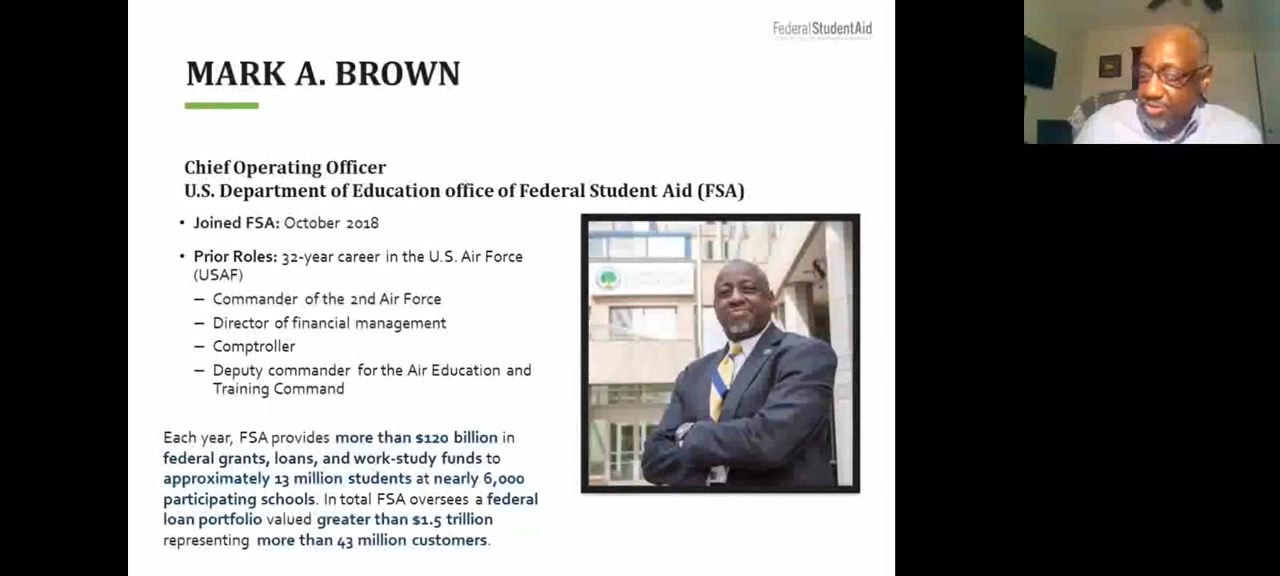 FederalStudentAid
MARK A. BROWN
Chief Operating Officer
U.S. Department of Education office of Federal Student Aid (FSA)
• Joined FSA: October 2018
• Prior Roles: 32-year career in the U.S. Air Force
(USAF)
– Commander of the 2nd Air Force
– Director of financial management
– Comptroller
– Deputy commander for the Air Education and
Training Command
Each year, FSA provides more than $120 billion in
federal grants, loans, and work-study funds to
approximately 13 million students at nearly 6,000
participating schools. In total FSA oversees a federal
loan portfolio valued greater than $1.5 trillion
representing more than 43 million customers.